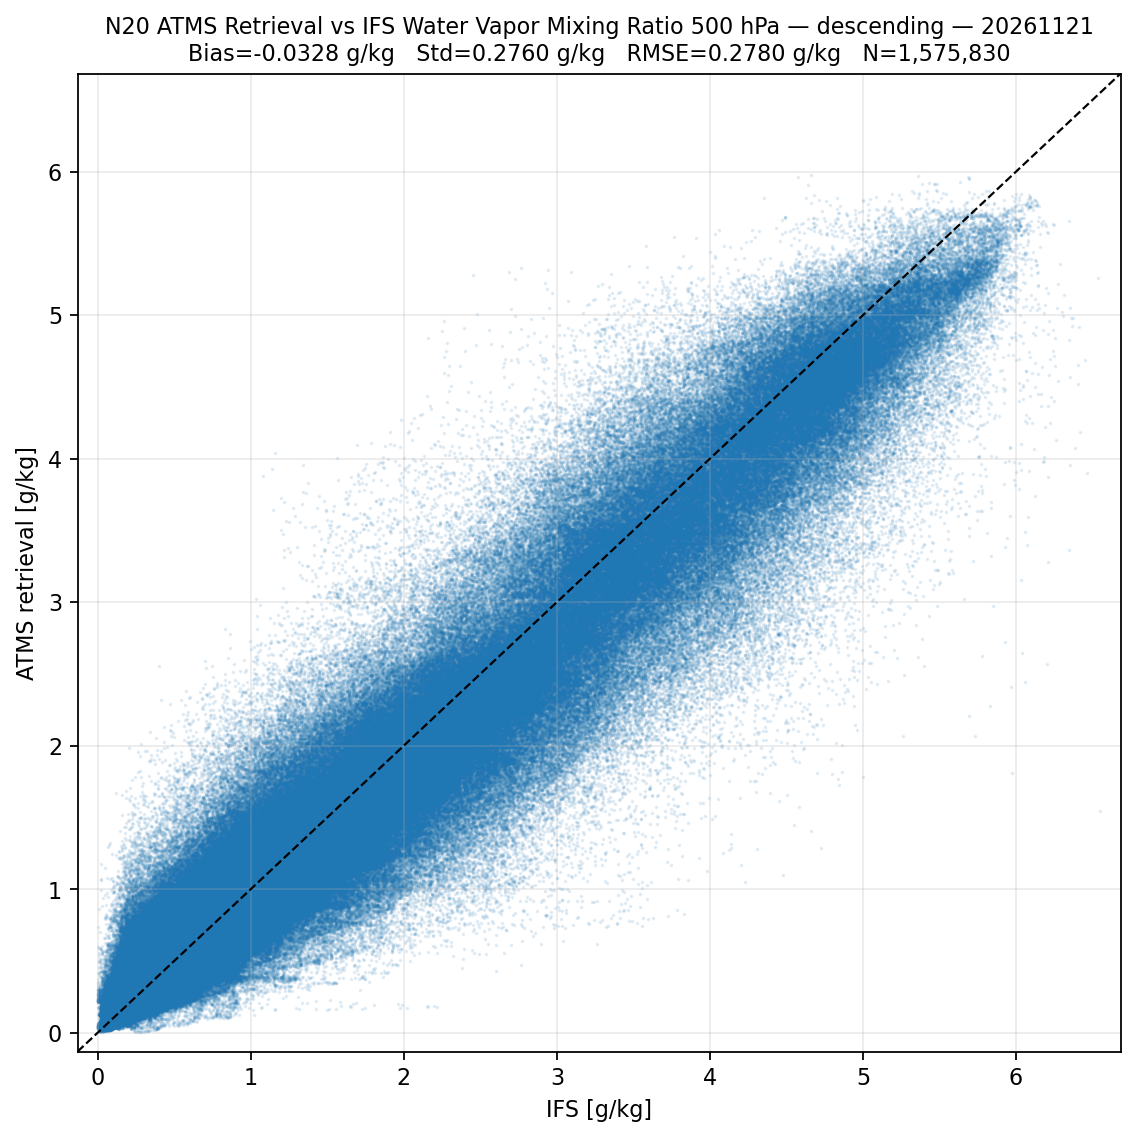 N20 ATMS Retrieval vs IFS Water Vapor Mixing Ratio 500 hPa — descending — 20261121
Bias=-0.0328 g/kg   Std=0.2760 g/kg   RMSE=0.2780 g/kg   N=1,575,830
6
5
4
3
2
1
0
ATMS retrieval [g/kg]
0 1 2 3 4 5 6
IFS [g/kg]